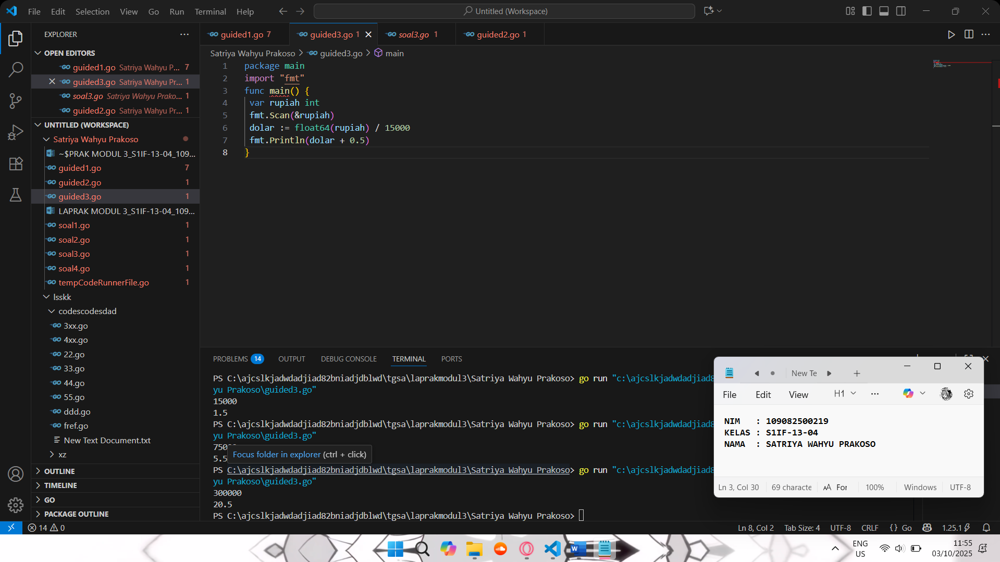 File Edit Selection View Go Run Terminal Help
Untitled (Workspace)
EXPLORER
OPEN EDITORS
guided1.go Satriya Wahyu P... 7
guided3.go Satriya Wahyu Pr... 1
soal3.go Satriya Wahyu Prako... 1
guided2.go Satriya Wahyu Pr... 1
UNTITLED (WORKSPACE)
Satriya Wahyu Prakoso
~$PRAK MODUL 3_S1IF-13-04_109...
guided1.go 7
guided2.go 1
guided3.go 1
LAPRAK MODUL 3_S1IF-13-04_109...
soal1.go 1
soal2.go 1
soal3.go 1
soal4.go 1
tempCodeRunnerFile.go 1
lsskk
codescodesdad
3xx.go
4xx.go
22.go
33.go
44.go
55.go
ddd.go
fref.go
New Text Document.txt
xz
OUTLINE
TIMELINE
GO
PACKAGE OUTLINE
guided1.go 7 guided3.go 1 soal3.go 1 guided2.go 1
Satriya Wahyu Prakoso > guided3.go > main
1 package main
2 import "fmt"
3 func main() {
4 var rupiah int
5 fmt.Scan(&rupiah)
6 dolar := float64(rupiah) / 15000
7 fmt.Println(dolar + 0.5)
8 }
PROBLEMS 14 OUTPUT DEBUG CONSOLE TERMINAL PORTS
PS C:\ajcslkjadwdadjiad82bniadjdblwd\tgsa\laprakmodul3\Satriya Wahyu Prakoso> go run "c:\ajcslkjadwdadjiad8
yu Prakoso\guided3.go"
15000
1.5
PS C:\ajcslkjadwdadjiad82bniadjdblwd\tgsa\laprakmodul3\Satriya Wahyu Prakoso> go run "c:\ajcslkjadwdadjiad8
yu Prakoso\guided3.go"
5.5
Focus folder in explorer (ctrl + click)
PS C:\ajcslkjadwdadjiad82bniadjdblwd\tgsa\laprakmodul3\Satriya Wahyu Prakoso> go run "c:\ajcslkjadwdadjiad8
yu Prakoso\guided3.go"
300000
20.5
PS C:\ajcslkjadwdadjiad82bniadjdblwd\tgsa\laprakmodul3\Satriya Wahyu Prakoso>
New Te
File Edit View H1
NIM : 109082500219
KELAS : S1IF-13-04
NAMA : SATRIYA WAHYU PRAKOSO
Ln 3, Col 30 69 characte For 100% Windows UTF-8
14 0
Ln 8, Col 2 Tab Size: 4 UTF-8 CRLF {} Go 1.25.1
ENG
US
11:55
03/10/2025